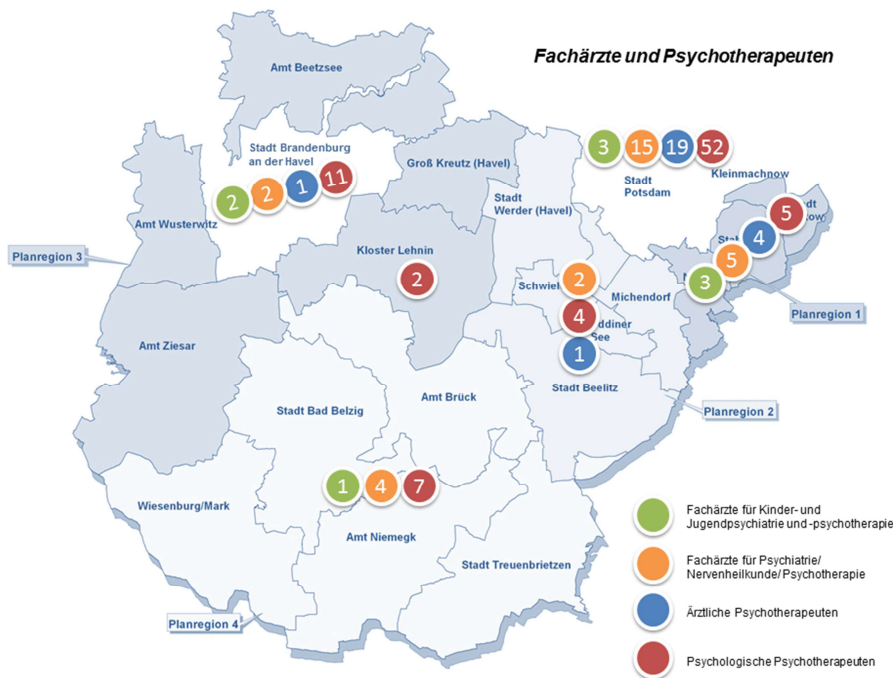 Fachärzte und Psychotherapeuten
Amt Beetzsee
Stadt Brandenburg
an der Havel
2 2 1 11
Amt Wusterwitz
Groß Kreutz (Havel)
Stadt
Werder (Havel)
3 15 19 52
Stadt
Potsdam
Kleinmachnow
5
4
5
3
Planregion 3
Kloster Lehnin
2
2
Michendorf
4
See
1
Planregion 1
Amt Ziesar
Stadt Beelitz
Planregion 2
Stadt Bad Belzig
Amt Brück
1 4 7
Wiesenburg/Mark
Amt Niemegk
Stadt Treuenbrietzen
Planregion 4
Fachärzte für Kinder- und
Jugendpsychiatrie und -psychotherapie
Fachärzte für Psychiatrie/
Nervenheilkunde/Psychotherapie
Ärztliche Psychotherapeuten
Psychologische Psychotherapeuten